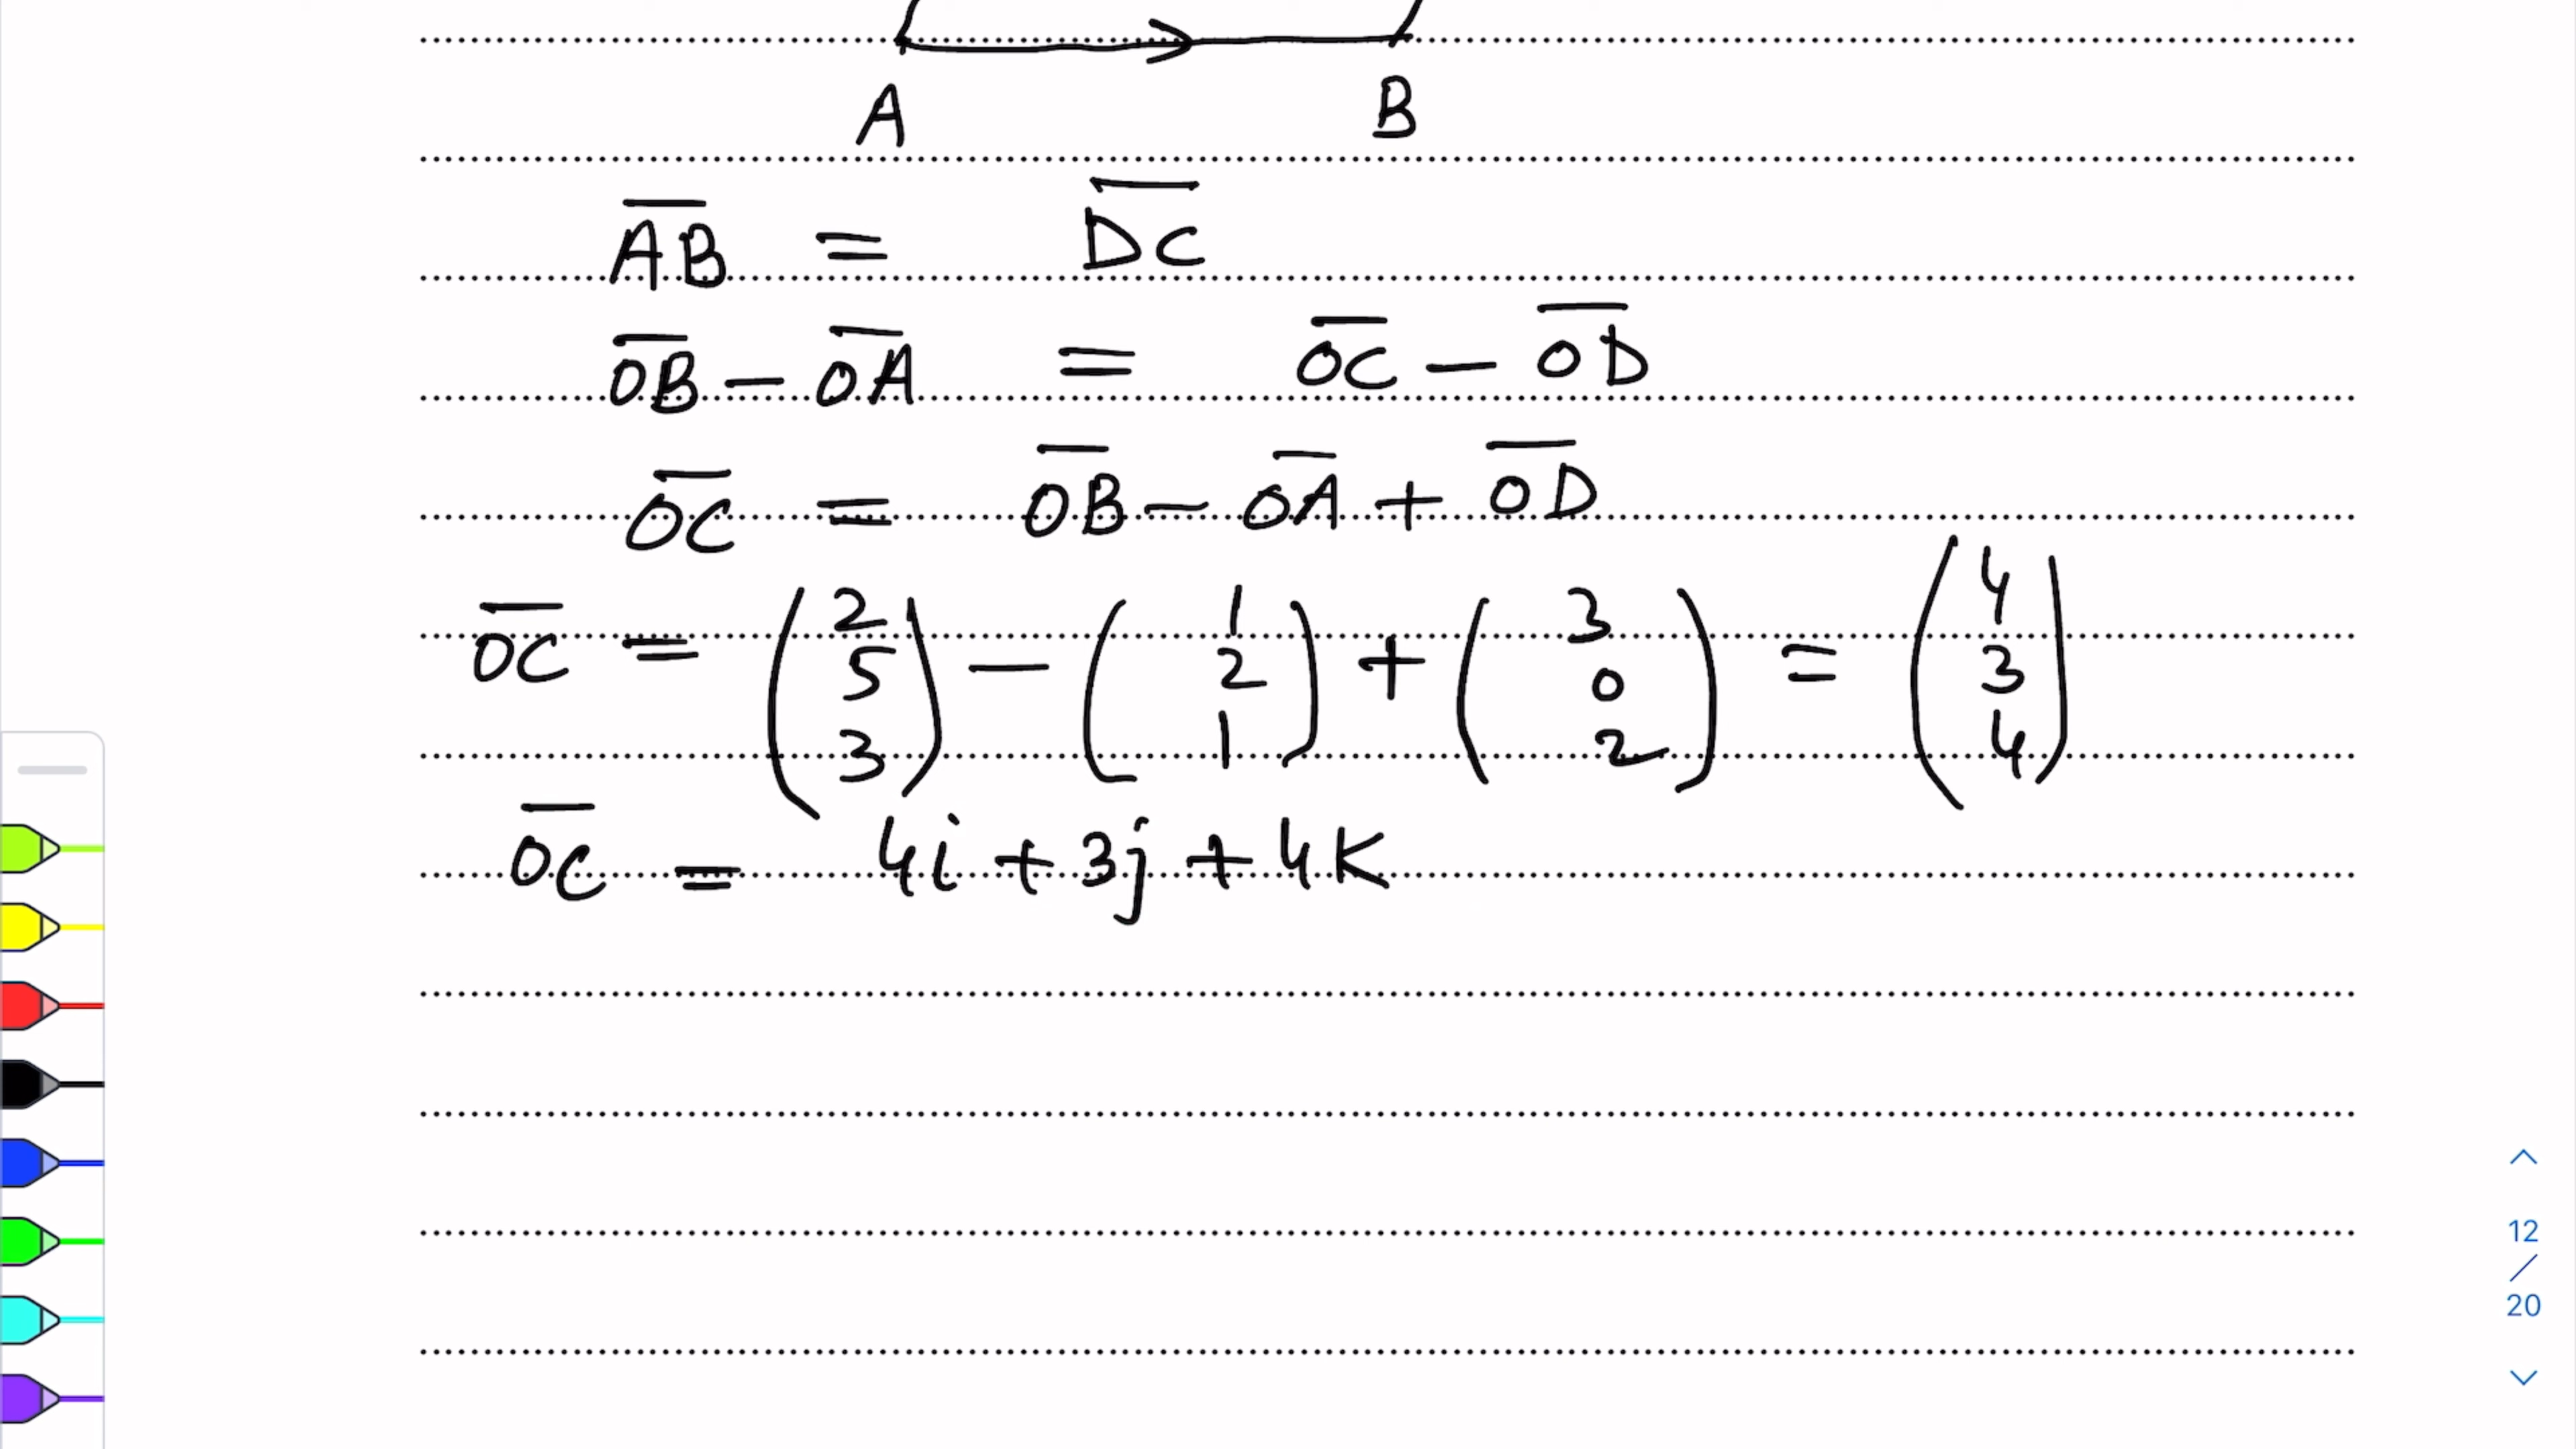 A B
AB = DC
OB - OA = OC - OD
OC = OB - OA + OD
OC = (2 5 3) - (1 2 1) + (3 0 2) = (4 3 4)
OC = 4i + 3j + 4k
12
/
20